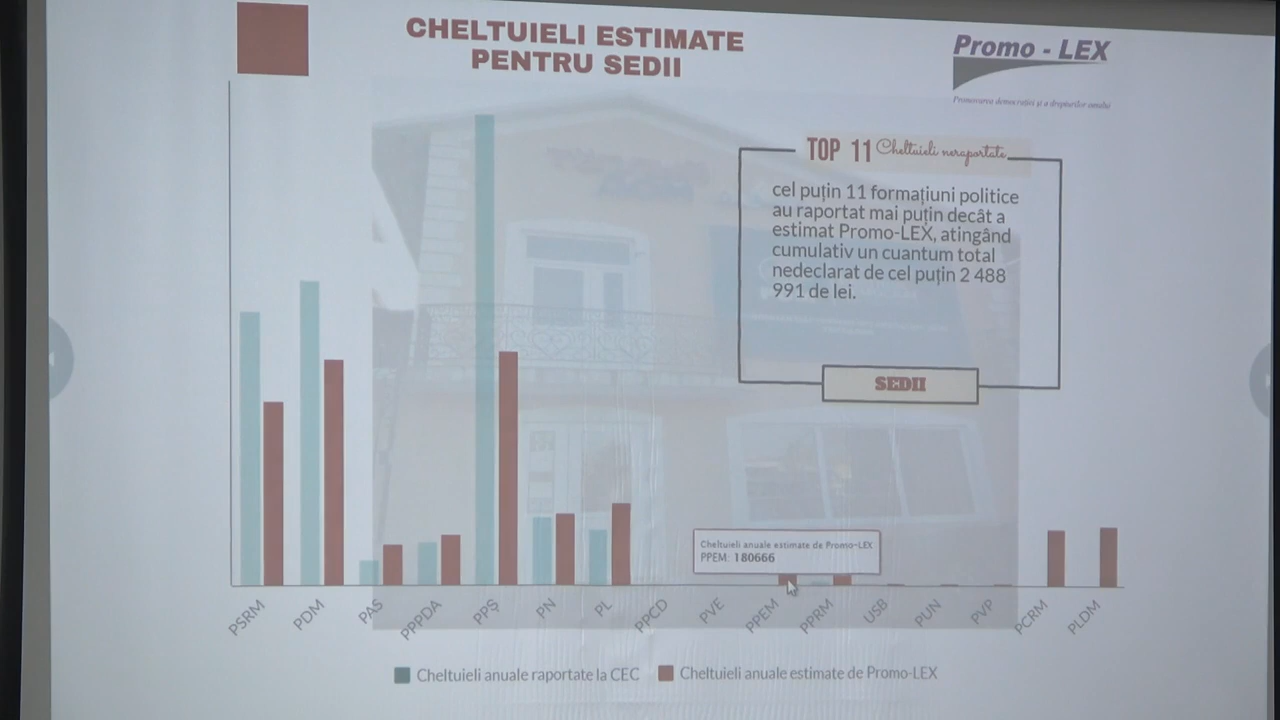 CHELTUIELI ESTIMATE
PENTRU SEDII
Promo - LEX
Promovarea democrației și a drepturilor omului
TOP 11 Cheltuieli neraportate
cel puțin 11 formațiuni politice
au raportat mai puțin decât a
estimat Promo-LEX, atingând
cumulativ un cuantum total
nedeclarat de cel puțin 2 488
991 de lei.
SEDII
Cheltuieli anuale estimate de Promo-LEX
PPEM: 180666
PSRM
PDM
PAS
PPPDA
PPȘ
PN
PL
PPCD
PVE
PPEM
PPRM
USB
PUN
PVP
PCRM
PLDM
Cheltuieli anuale raportate la CEC
Cheltuieli anuale estimate de Promo-LEX